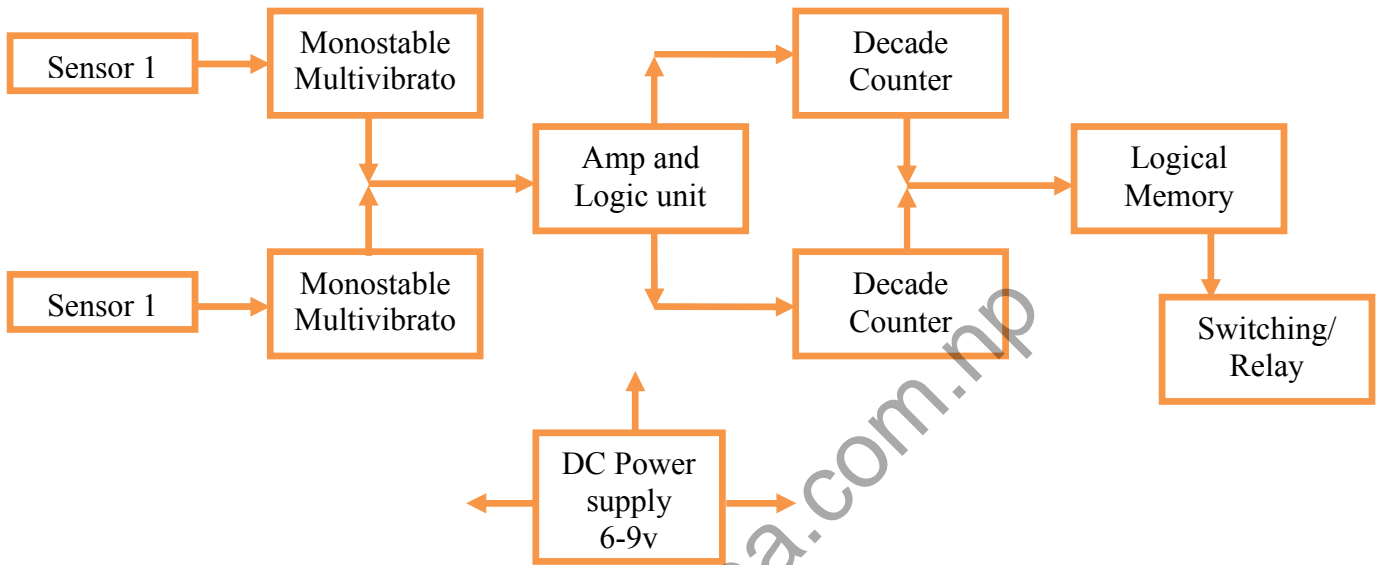 Sensor 1
Monostable
Multivibrato
Amp and
Logic unit
Decade
Counter
Logical
Memory
Sensor 1
Monostable
Multivibrato
Decade
Counter
Switching/
Relay
DC Power
supply
6-9v
a.com.np